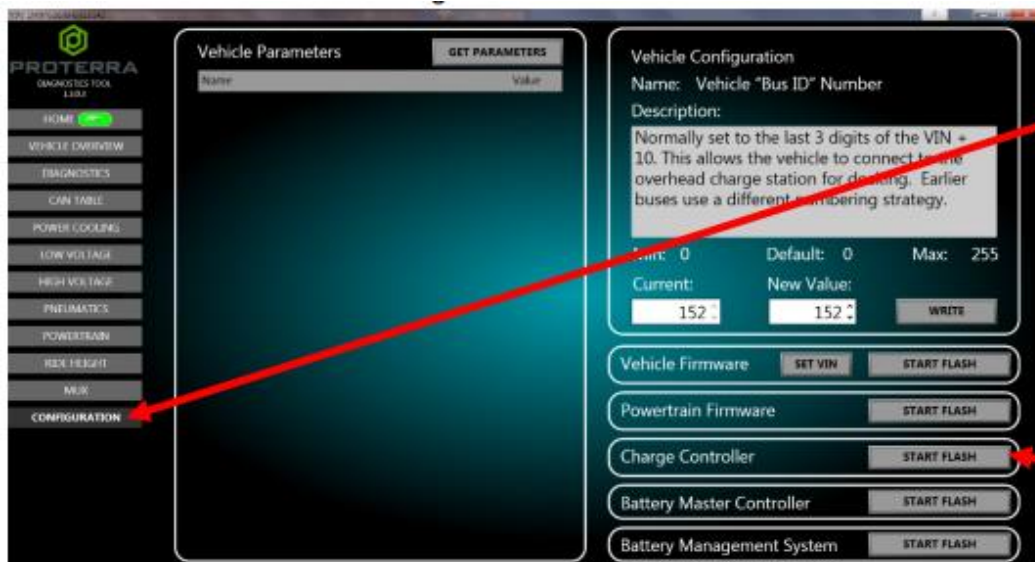 PROTERRA
DIAGNOSTICS TOOL
HOME
VEHICLE OVERVIEW
DIAGNOSTICS
CAN TABLE
POWER COOLING
LOW VOLTAGE
HIGH VOLTAGE
PNEUMATICS
POWERTRAIN
RIDE HEIGHT
MUX
CONFIGURATION
Vehicle Parameters
GET PARAMETERS
Name Value
Vehicle Configuration
Name: Vehicle "Bus ID" Number
Description:
Normally set to the last 3 digits of the VIN +
10. This allows the vehicle to connect to the
overhead charge station for docking. Earlier
buses use a different numbering strategy.
Min: 0 Default: 0 Max: 255
Current: New Value:
152 152 WRITE
Vehicle Firmware SET VIN START FLASH
Powertrain Firmware START FLASH
Charge Controller START FLASH
Battery Master Controller START FLASH
Battery Management System START FLASH